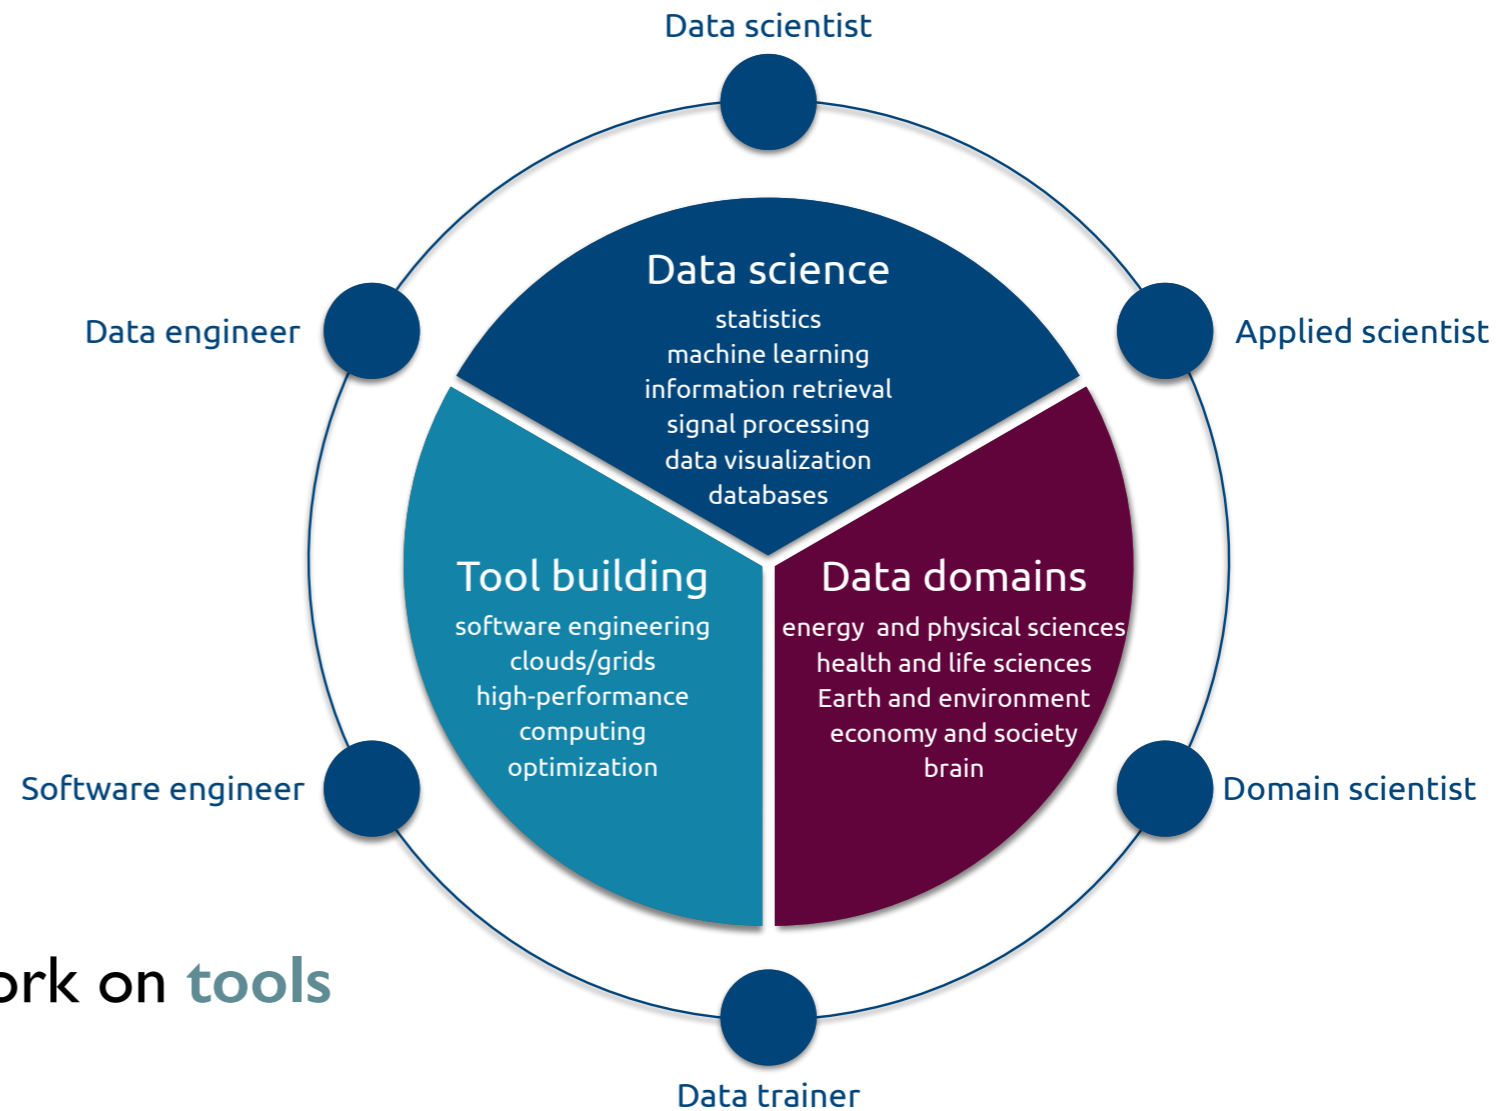 Data scientist
Data science
statistics
machine learning
information retrieval
signal processing
data visualization
databases
Data engineer
Applied scientist
Tool building
software engineering
clouds/grids
high-performance
computing
optimization
Data domains
energy and physical sciences
health and life sciences
Earth and environment
economy and society
brain
Software engineer
Domain scientist
on tools
Data trainer